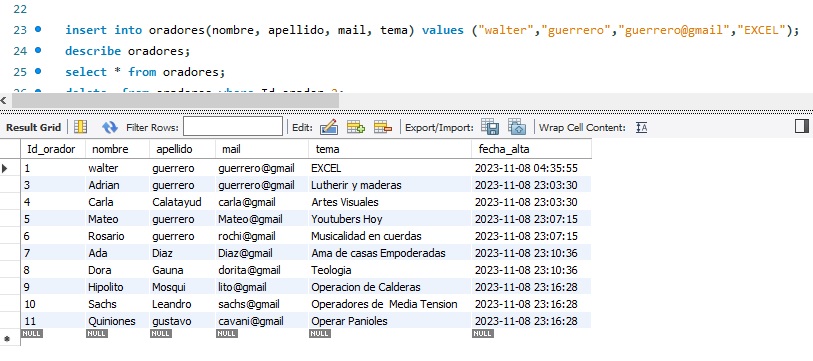 22
23 insert into oradores(nombre, apellido, mail, tema) values ("walter","guerrero","guerrero@gmail","EXCEL");
24 describe oradores;
25 select * from oradores;
Result Grid Filter Rows: Edit: Export/Import: Wrap Cell Content:
Id_orador nombre apellido mail tema fecha_alta
1 walter guerrero guerrero@gmail EXCEL 2023-11-08 04:35:55
3 Adrian guerrero guerrero@gmail Lutherir y maderas 2023-11-08 23:03:30
4 Carla Calatayud carla@gmail Artes Visuales 2023-11-08 23:03:30
5 Mateo guerrero Mateo@gmail Youtubers Hoy 2023-11-08 23:07:15
6 Rosario guerrero rochi@gmail Musicalidad en cuerdas 2023-11-08 23:07:15
7 Ada Diaz Diaz@gmail Ama de casas Empoderadas 2023-11-08 23:10:36
8 Dora Gauna dorita@gmail Teologia 2023-11-08 23:10:36
9 Hipolito Mosqui lito@gmail Operacion de Calderas 2023-11-08 23:16:28
10 Sachs Leandro sachs@gmail Operadores de Media Tension 2023-11-08 23:16:28
11 Quiniones gustavo cavani@gmail Operar Panioles 2023-11-08 23:16:28
NULL NULL NULL NULL NULL NULL